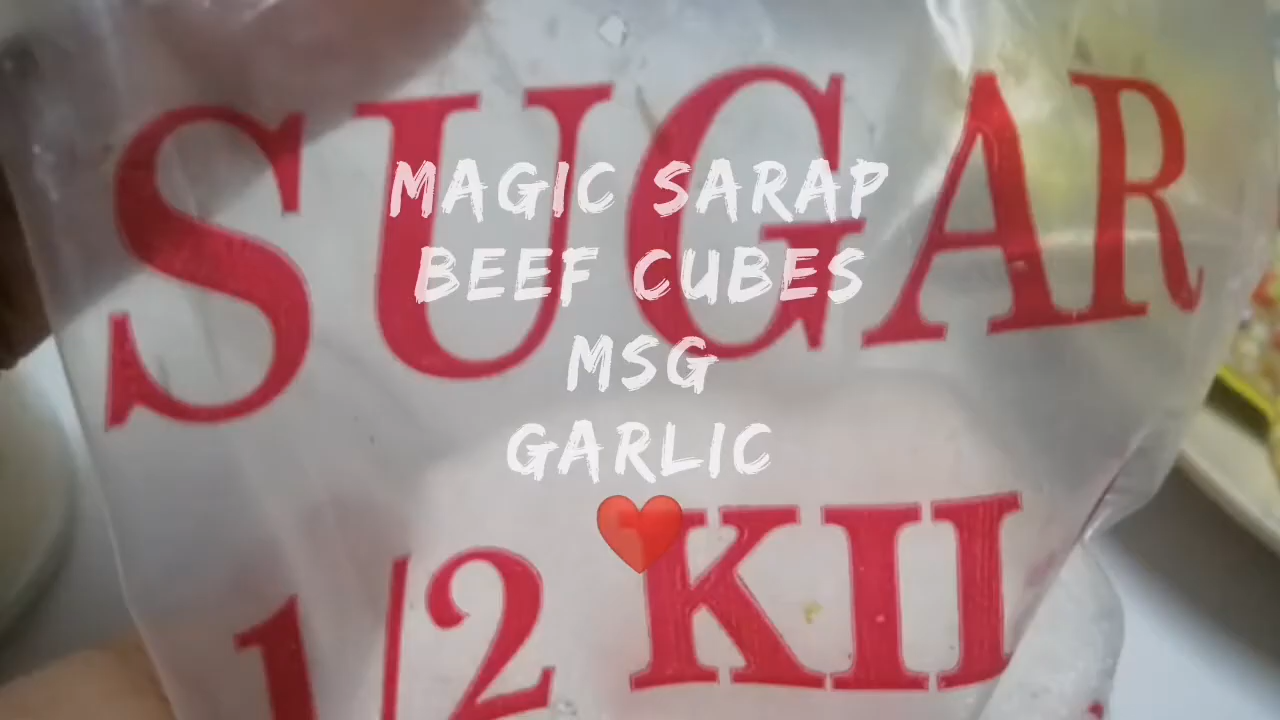 SUGAR
MAGIC SARAP
BEEF CUBES
MSG
GARLIC
❤️
1/2 KIL